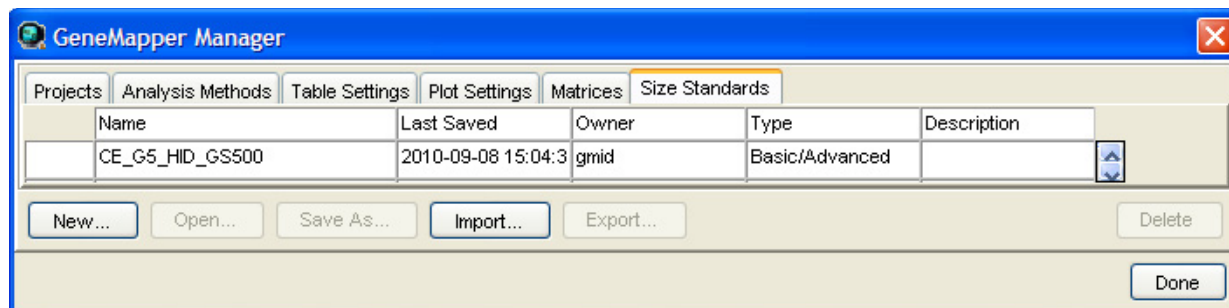 GeneMapper Manager
Projects Analysis Methods Table Settings Plot Settings Matrices Size Standards
Name Last Saved Owner Type Description
CE_G5_HID_GS500 2010-09-08 15:04:3 gmid Basic/Advanced
New... Open... Save As... Import... Export... Delete
Done